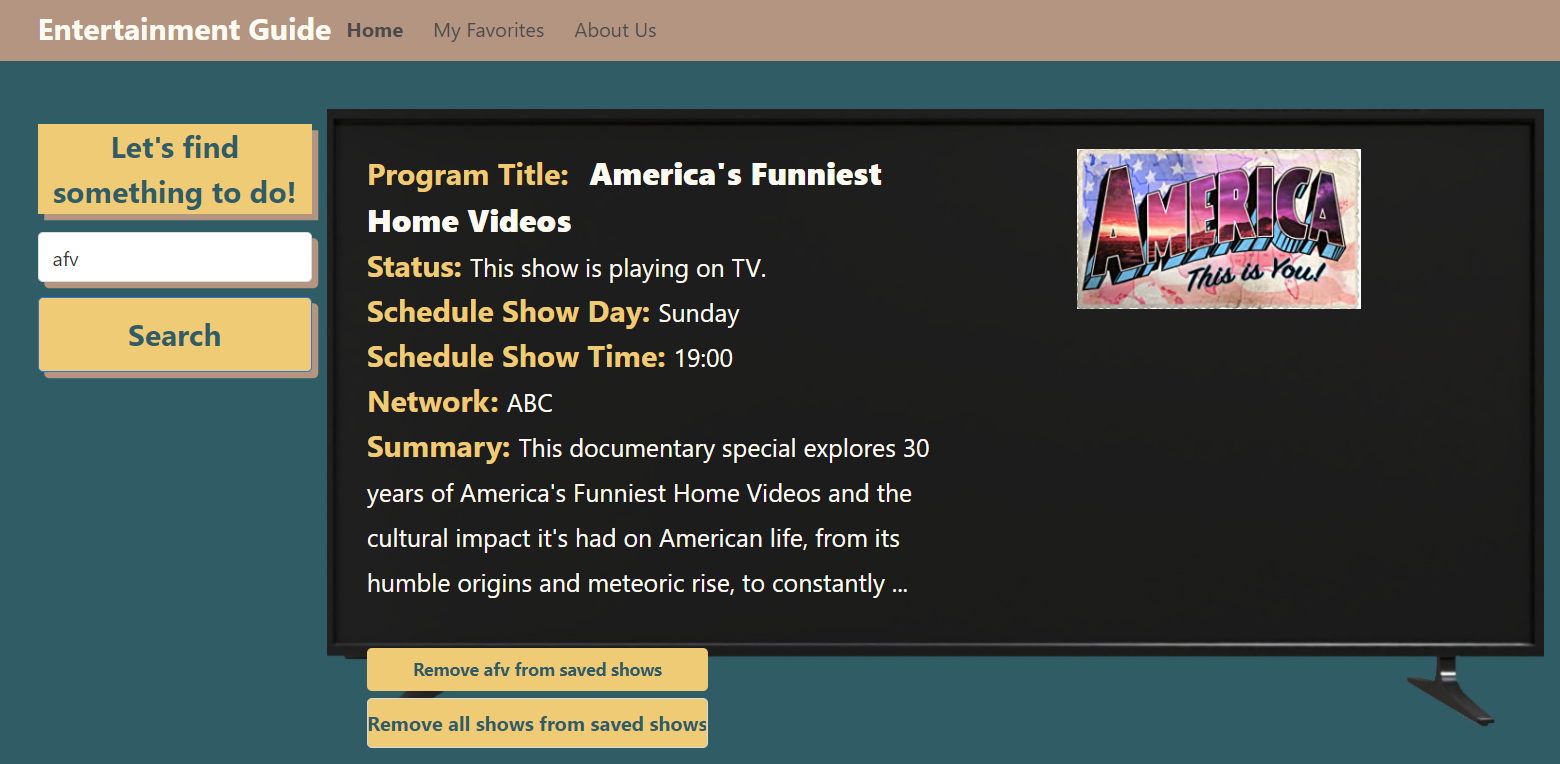 Entertainment Guide Home My Favorites About Us
Let's find
something to do!
afv
Search
Program Title: America's Funniest
Home Videos
Status: This show is playing on TV.
Schedule Show Day: Sunday
Schedule Show Time: 19:00
Network: ABC
Summary: This documentary special explores 30
years of America's Funniest Home Videos and the
cultural impact it's had on American life, from its
humble origins and meteoric rise, to constantly ...
AMERICA
This is You!
Remove afv from saved shows
Remove all shows from saved shows